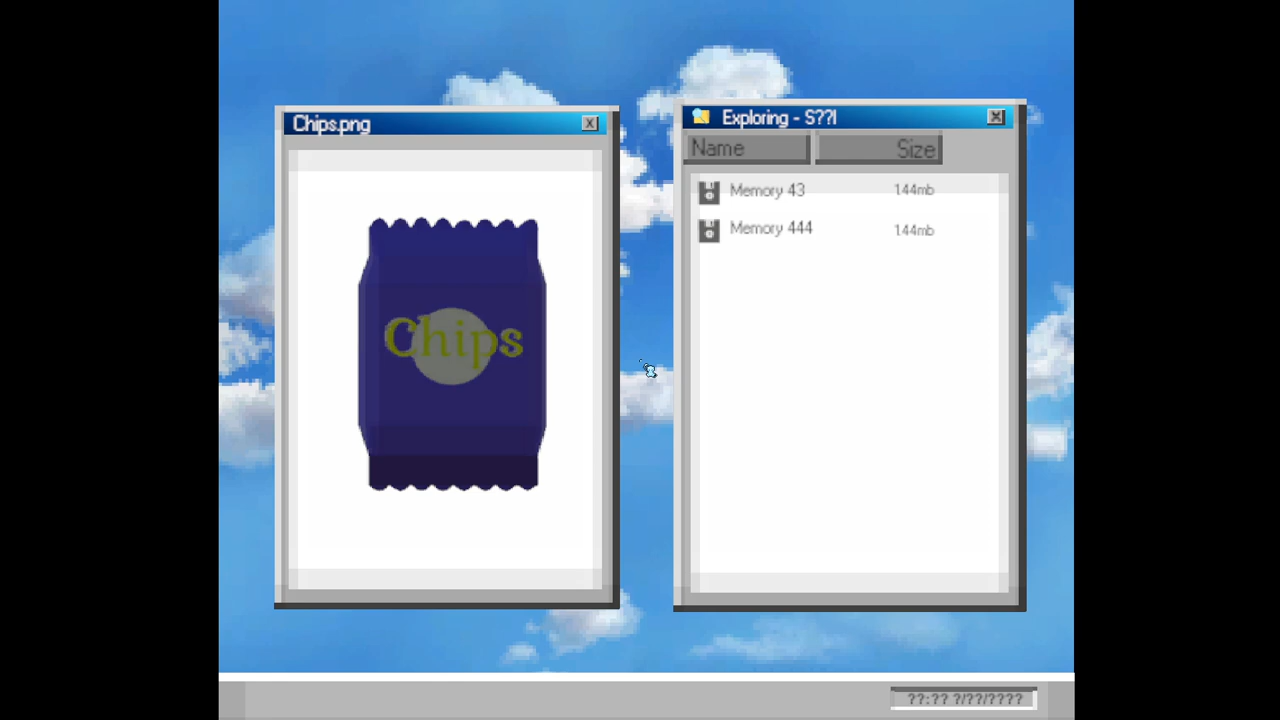 Chips.png
Chips
Exploring - S??l
Name Size
Memory 43 144mb
Memory 444 144mb
??:?? ?/??/????